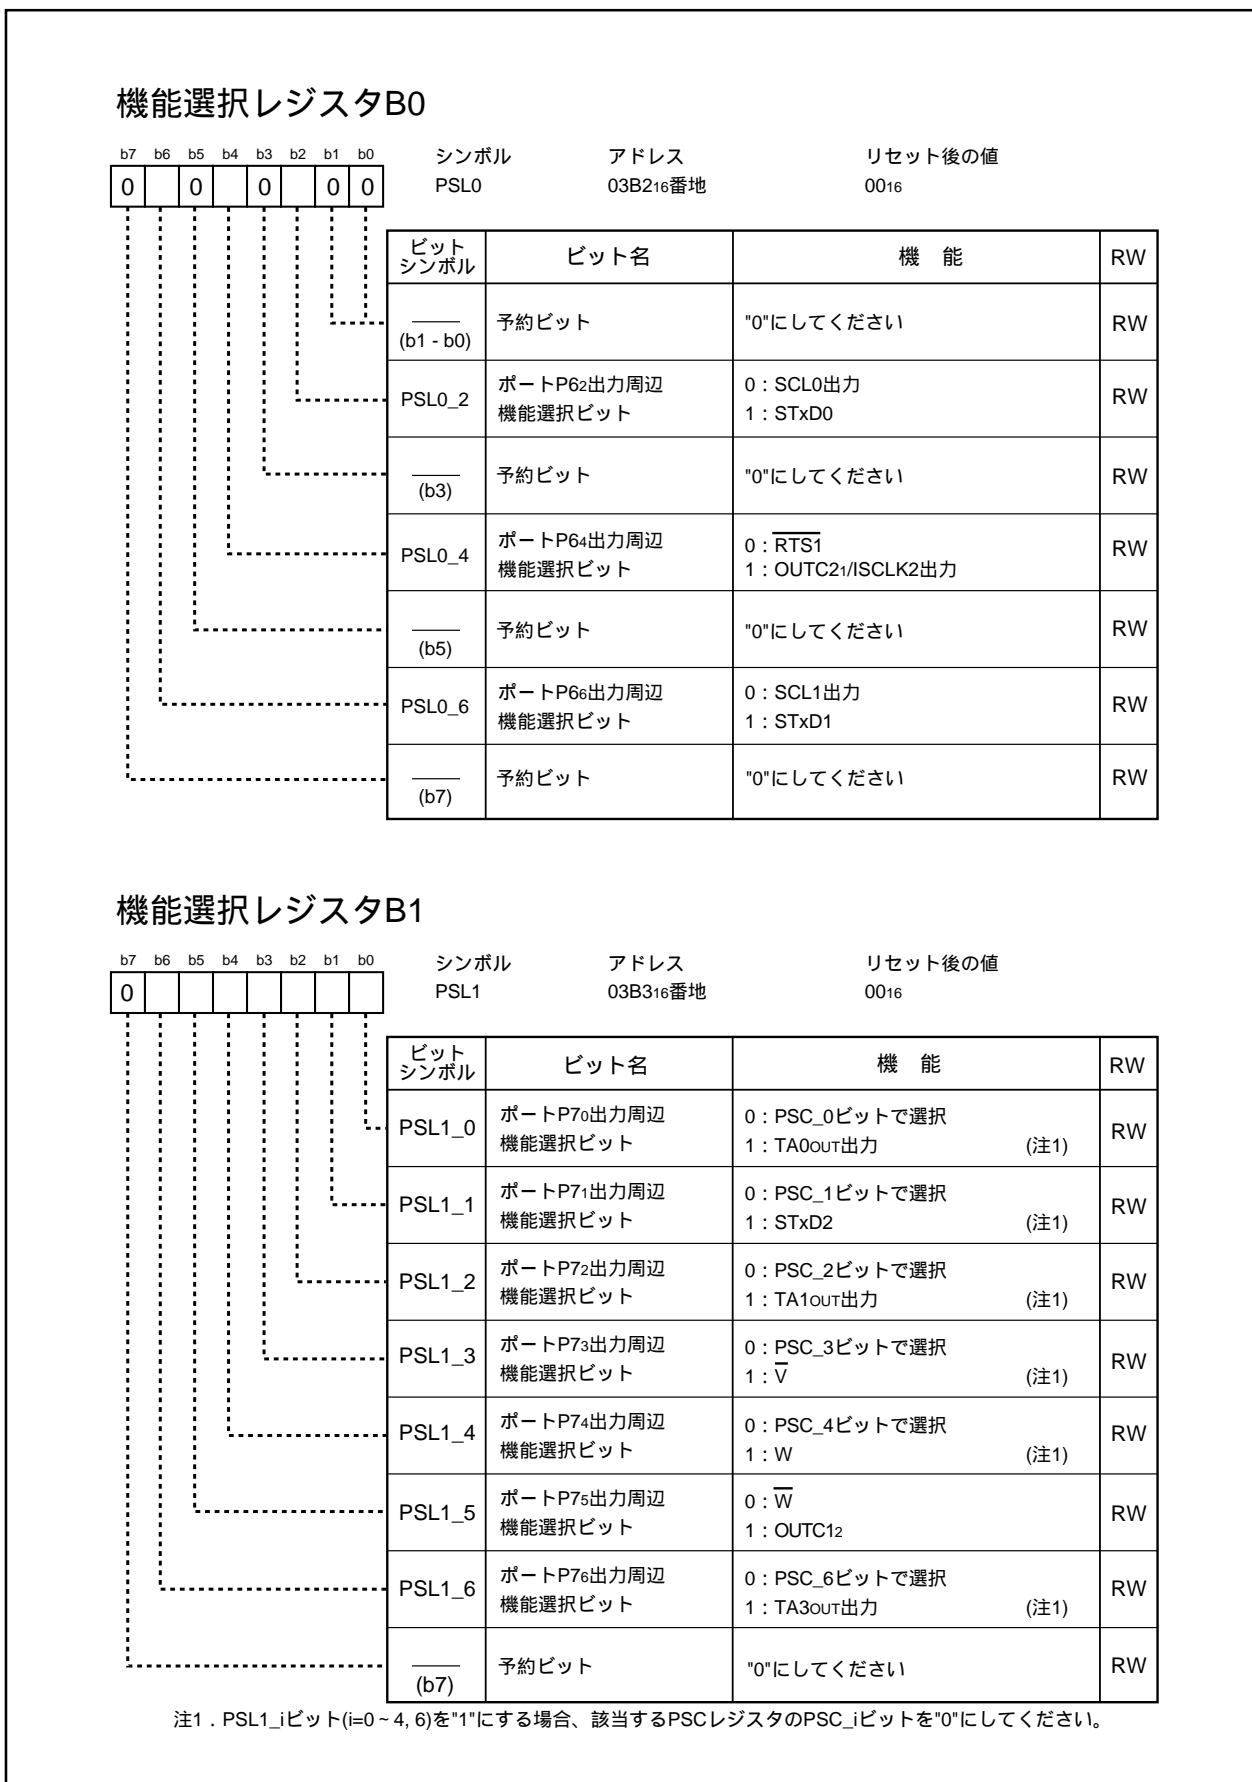 機能選択レジスタB0
b7 b6 b5 b4 b3 b2 b1 b0 シンボル アドレス リセット後の値
0 0 0 0 0 PSL0 03B216番地 0016
ビットシンボル ビット名 機 能 RW
(b1 - b0) 予約ビット "0"にしてください RW
PSL0_2 ポートP62出力周辺 0：SCL0出力 RW
機能選択ビット 1：STxD0
(b3) 予約ビット "0"にしてください RW
PSL0_4 ポートP64出力周辺 0：RTS1 RW
機能選択ビット 1：OUTC21/ISCLK2出力
(b5) 予約ビット "0"にしてください RW
PSL0_6 ポートP66出力周辺 0：SCL1出力 RW
機能選択ビット 1：STxD1
(b7) 予約ビット "0"にしてください RW
機能選択レジスタB1
b7 b6 b5 b4 b3 b2 b1 b0 シンボル アドレス リセット後の値
0 PSL1 03B316番地 0016
ビットシンボル ビット名 機 能 RW
PSL1_0 ポートP70出力周辺 0：PSC_0ビットで選択 RW
機能選択ビット 1：TA0OUT出力 (注1)
PSL1_1 ポートP71出力周辺 0：PSC_1ビットで選択 RW
機能選択ビット 1：STxD2 (注1)
PSL1_2 ポートP72出力周辺 0：PSC_2ビットで選択 RW
機能選択ビット 1：TA1OUT出力 (注1)
PSL1_3 ポートP73出力周辺 0：PSC_3ビットで選択 RW
機能選択ビット 1：V̅ (注1)
PSL1_4 ポートP74出力周辺 0：PSC_4ビットで選択 RW
機能選択ビット 1：W (注1)
PSL1_5 ポートP75出力周辺 0：W̅ RW
機能選択ビット 1：OUTC12
PSL1_6 ポートP76出力周辺 0：PSC_6ビットで選択 RW
機能選択ビット 1：TA3OUT出力 (注1)
(b7) 予約ビット "0"にしてください RW
注1．PSL1_iビット(i=0~4, 6)を"1"にする場合、該当するPSCレジスタのPSC_iビットを"0"にしてください。